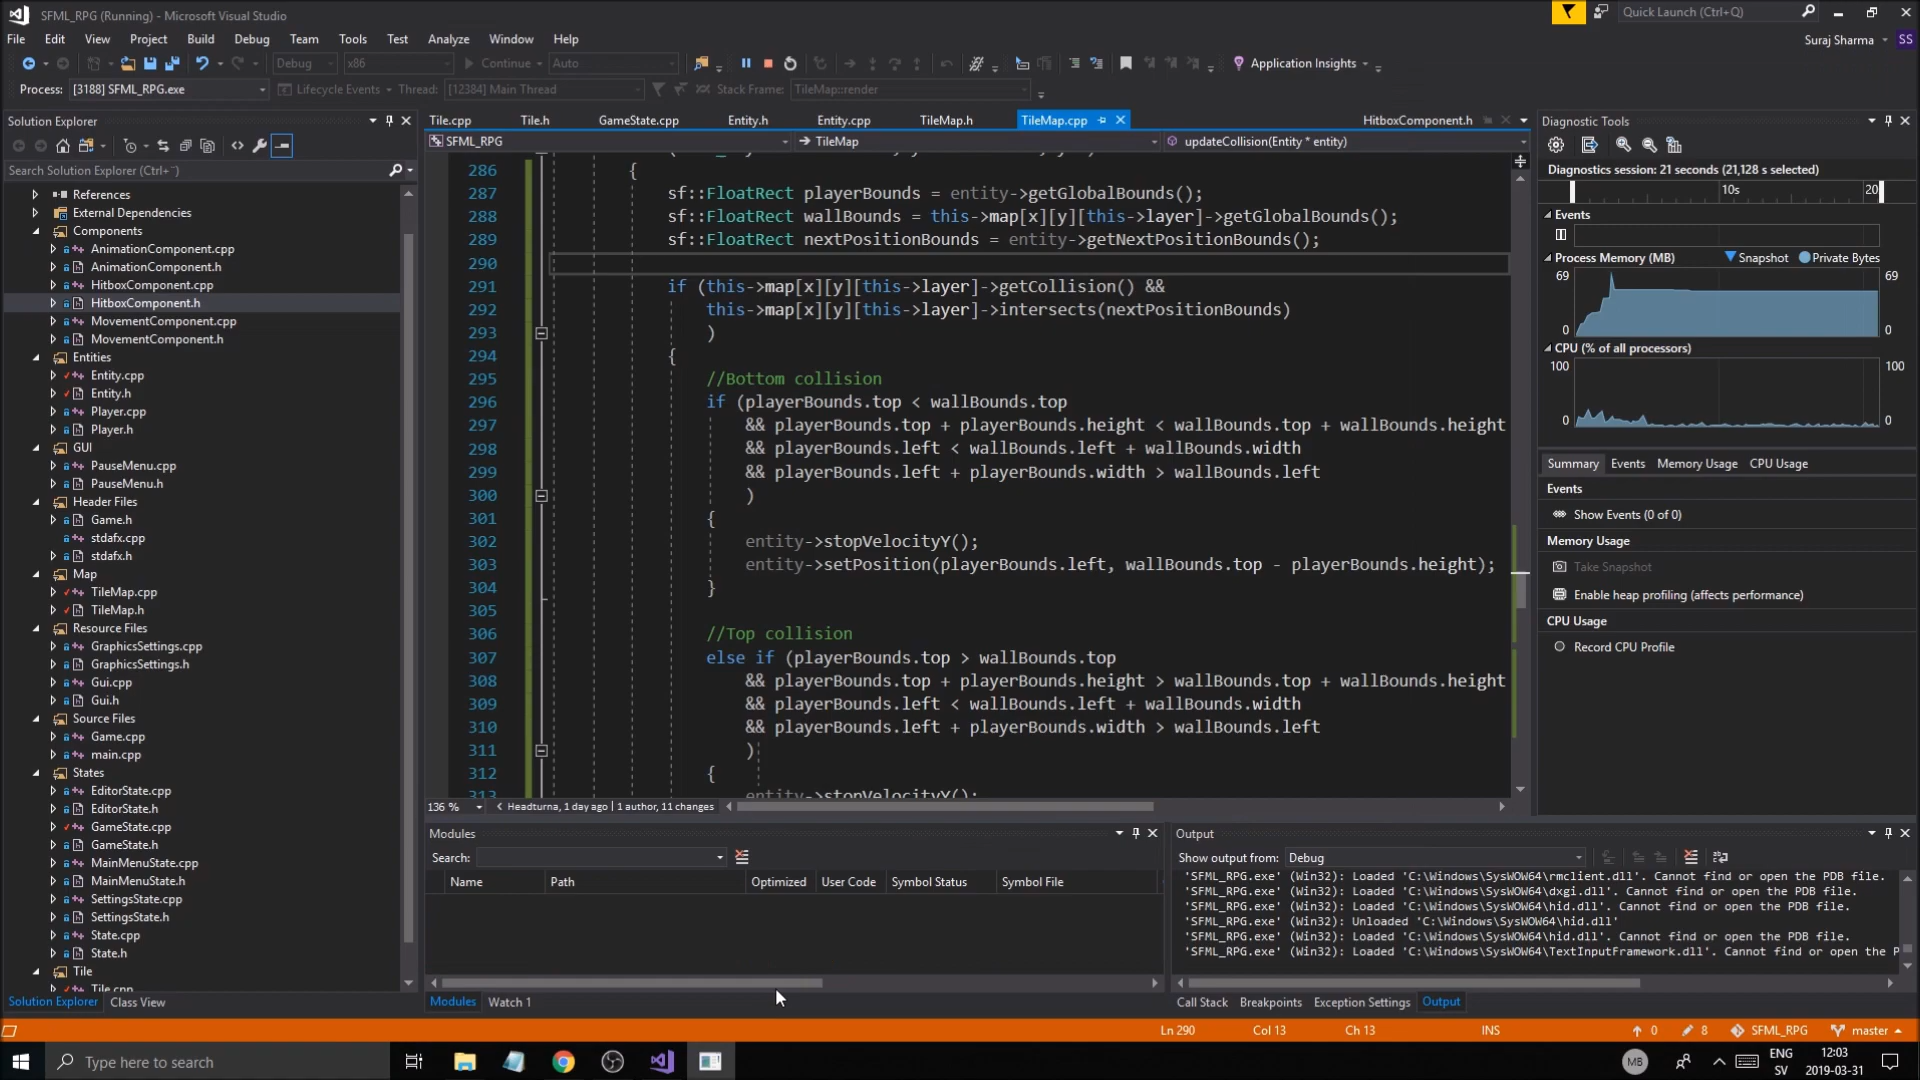 SFML_RPG (Running) - Microsoft Visual Studio
Quick Launch (Ctrl+Q)
File Edit View Project Build Debug Team Tools Test Analyze Window Help
Suraj Sharma SS
Debug x86 Continue Auto Application Insights
Process: [3188] SFML_RPG.exe Lifecycle Events Thread: [12384] Main Thread Stack Frame: TileMap::render
Solution Explorer
Search Solution Explorer (Ctrl+¨)
References
External Dependencies
Components
AnimationComponent.cpp
AnimationComponent.h
HitboxComponent.cpp
HitboxComponent.h
MovementComponent.cpp
MovementComponent.h
Entities
Entity.cpp
Entity.h
Player.cpp
Player.h
GUI
PauseMenu.cpp
PauseMenu.h
Header Files
Game.h
stdafx.cpp
stdafx.h
Map
TileMap.cpp
TileMap.h
Resource Files
GraphicsSettings.cpp
GraphicsSettings.h
Gui.cpp
Gui.h
Source Files
Game.cpp
main.cpp
States
EditorState.cpp
EditorState.h
GameState.cpp
GameState.h
MainMenuState.cpp
MainMenuState.h
SettingsState.cpp
SettingsState.h
State.cpp
State.h
Tile
Tile.cpp
Solution Explorer Class View
Tile.cpp Tile.h GameState.cpp Entity.h Entity.cpp TileMap.h TileMap.cpp HitboxComponent.h
SFML_RPG TileMap updateCollision(Entity * entity)
286 {
287 sf::FloatRect playerBounds = entity->getGlobalBounds();
288 sf::FloatRect wallBounds = this->map[x][y][this->layer]->getGlobalBounds();
289 sf::FloatRect nextPositionBounds = entity->getNextPositionBounds();
290
291 if (this->map[x][y][this->layer]->getCollision() &&
292 this->map[x][y][this->layer]->intersects(nextPositionBounds)
293 )
294 {
295 //Bottom collision
296 if (playerBounds.top < wallBounds.top
297 && playerBounds.top + playerBounds.height < wallBounds.top + wallBounds.height
298 && playerBounds.left < wallBounds.left + wallBounds.width
299 && playerBounds.left + playerBounds.width > wallBounds.left
300 )
301 {
302 entity->stopVelocityY();
303 entity->setPosition(playerBounds.left, wallBounds.top - playerBounds.height);
304 }
305
306 //Top collision
307 else if (playerBounds.top > wallBounds.top
308 && playerBounds.top + playerBounds.height > wallBounds.top + wallBounds.height
309 && playerBounds.left < wallBounds.left + wallBounds.width
310 && playerBounds.left + playerBounds.width > wallBounds.left
311 )
312 {
313 entity->stopVelocityY();
136 % Headturna, 1 day ago | 1 author, 11 changes
Modules
Search:
Name Path Optimized User Code Symbol Status Symbol File
Modules Watch 1
Output
Show output from: Debug
'SFML_RPG.exe' (Win32): Loaded 'C:\Windows\SysWOW64\rmclient.dll'. Cannot find or open the PDB file.
'SFML_RPG.exe' (Win32): Loaded 'C:\Windows\SysWOW64\dxgi.dll'. Cannot find or open the PDB file.
'SFML_RPG.exe' (Win32): Loaded 'C:\Windows\SysWOW64\hid.dll'. Cannot find or open the PDB file.
'SFML_RPG.exe' (Win32): Unloaded 'C:\Windows\SysWOW64\hid.dll'
'SFML_RPG.exe' (Win32): Loaded 'C:\Windows\SysWOW64\hid.dll'. Cannot find or open the PDB file.
'SFML_RPG.exe' (Win32): Loaded 'C:\Windows\SysWOW64\TextInputFramework.dll'. Cannot find or open the P
Call Stack Breakpoints Exception Settings Output
Diagnostic Tools
Diagnostics session: 21 seconds (21,128 s selected)
10s 20
Events
Process Memory (MB) Snapshot Private Bytes
69 69
0 0
CPU (% of all processors)
100 100
0 0
Summary Events Memory Usage CPU Usage
Events
Show Events (0 of 0)
Memory Usage
Take Snapshot
Enable heap profiling (affects performance)
CPU Usage
Record CPU Profile
Ln 290 Col 13 Ch 13 INS 0 8 SFML_RPG master
Type here to search
MB ENG SV 12:03 2019-03-31